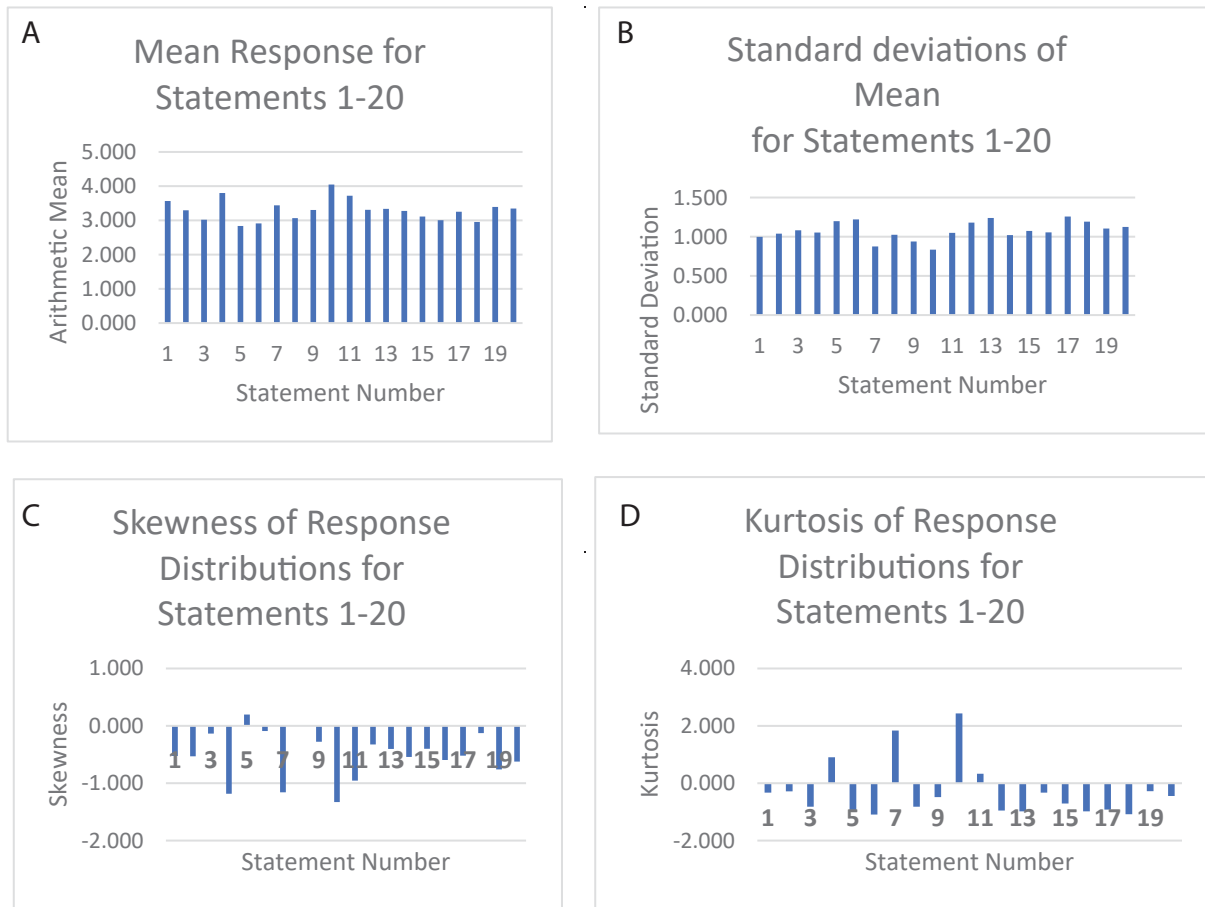 A
Mean Response for
Statements 1-20
Arithmetic Mean
5.000
4.000
3.000
2.000
1.000
0.000
1 3 5 7 9 11 13 15 17 19
Statement Number
B
Standard deviations of
Mean
for Statements 1-20
Standard Deviation
1.500
1.000
0.500
0.000
1 3 5 7 9 11 13 15 17 19
Statement Number
C
Skewness of Response
Distributions for
Statements 1-20
Skewness
1.000
0.000
-1.000
-2.000
1 3 5 7 9 11 13 15 17 19
Statement Number
D
Kurtosis of Response
Distributions for
Statements 1-20
Kurtosis
4.000
2.000
0.000
-2.000
1 3 5 7 9 11 13 15 17 19
Statement Number